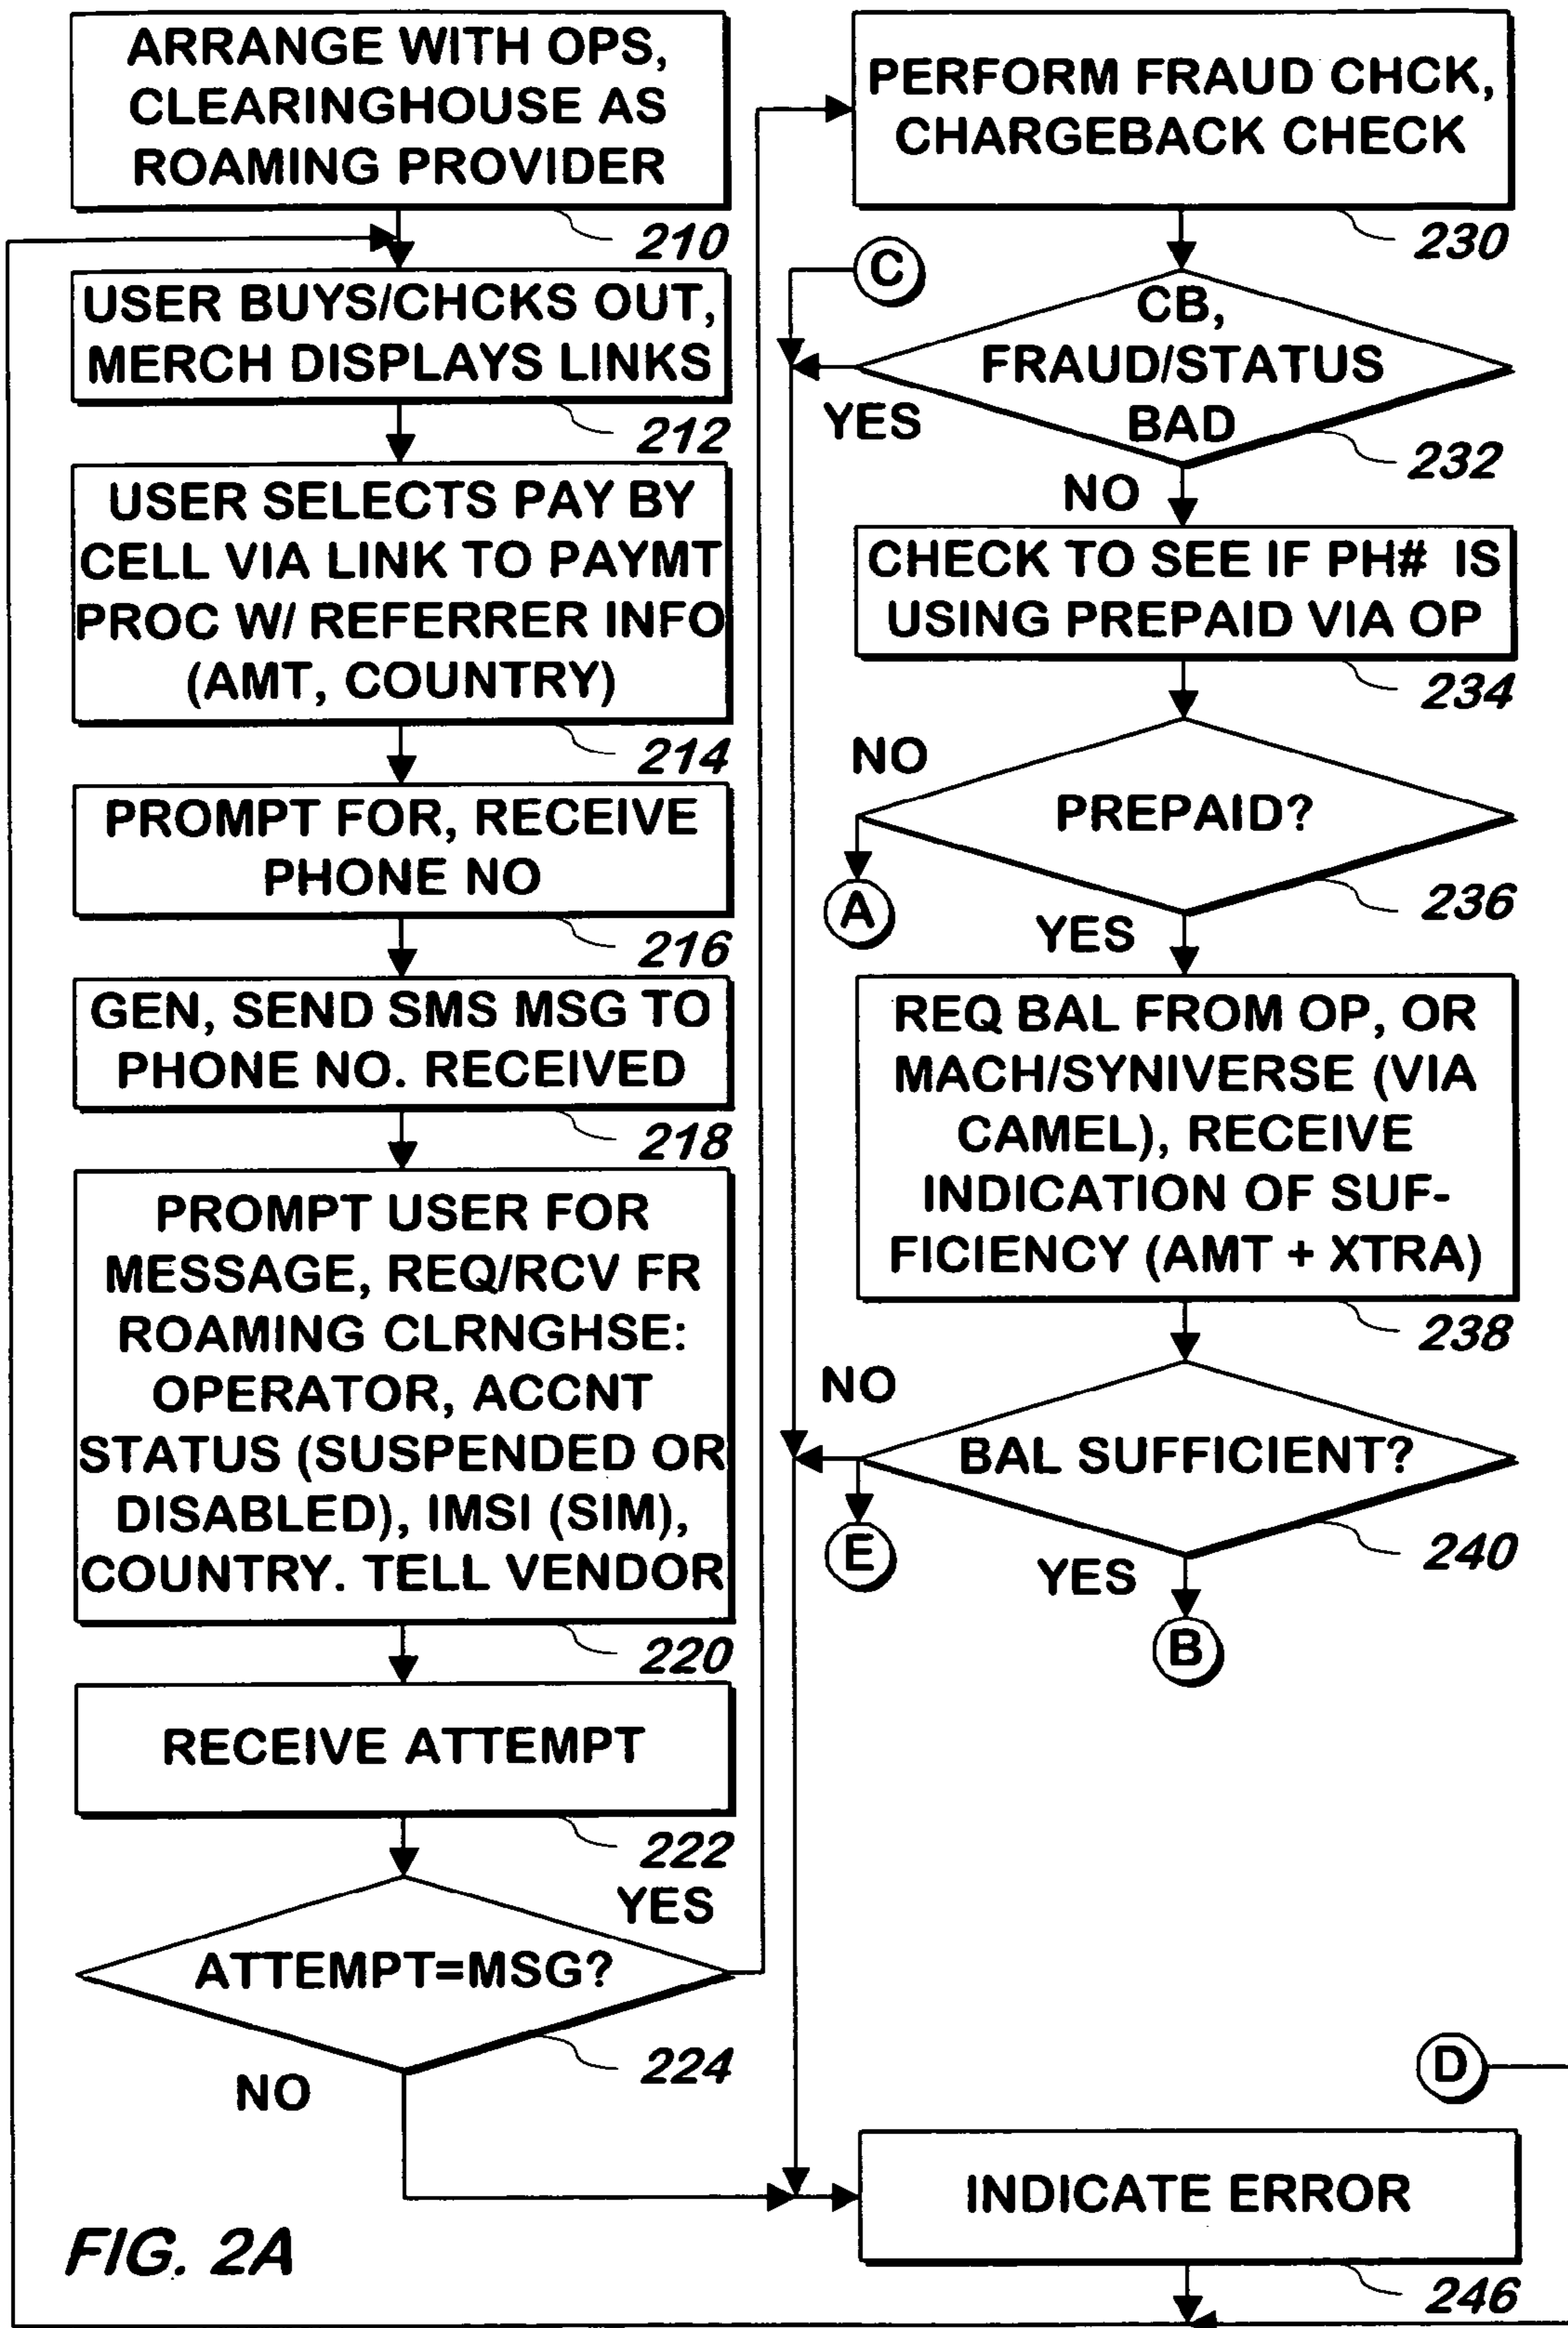 ARRANGE WITH OPS,
CLEARINGHOUSE AS
ROAMING PROVIDER
210
USER BUYS/CHCKS OUT,
MERCH DISPLAYS LINKS
212
USER SELECTS PAY BY
CELL VIA LINK TO PAYMT
PROC W/ REFERRER INFO
(AMT, COUNTRY)
214
PROMPT FOR, RECEIVE
PHONE NO
216
GEN, SEND SMS MSG TO
PHONE NO. RECEIVED
218
PROMPT USER FOR
MESSAGE, REQ/RCV FR
ROAMING CLRNGHSE:
OPERATOR, ACCNT
STATUS (SUSPENDED OR
DISABLED), IMSI (SIM),
COUNTRY. TELL VENDOR
220
RECEIVE ATTEMPT
222
YES
ATTEMPT=MSG?
224
NO
PERFORM FRAUD CHCK,
CHARGEBACK CHECK
230
C
CB,
FRAUD/STATUS
BAD
YES
232
NO
CHECK TO SEE IF PH# IS
USING PREPAID VIA OP
234
NO
PREPAID?
A
236
YES
REQ BAL FROM OP, OR
MACH/SYNIVERSE (VIA
CAMEL), RECEIVE
INDICATION OF SUF-
FICIENCY (AMT + XTRA)
238
NO
BAL SUFFICIENT?
E
240
YES
B
D
INDICATE ERROR
246
FIG. 2A